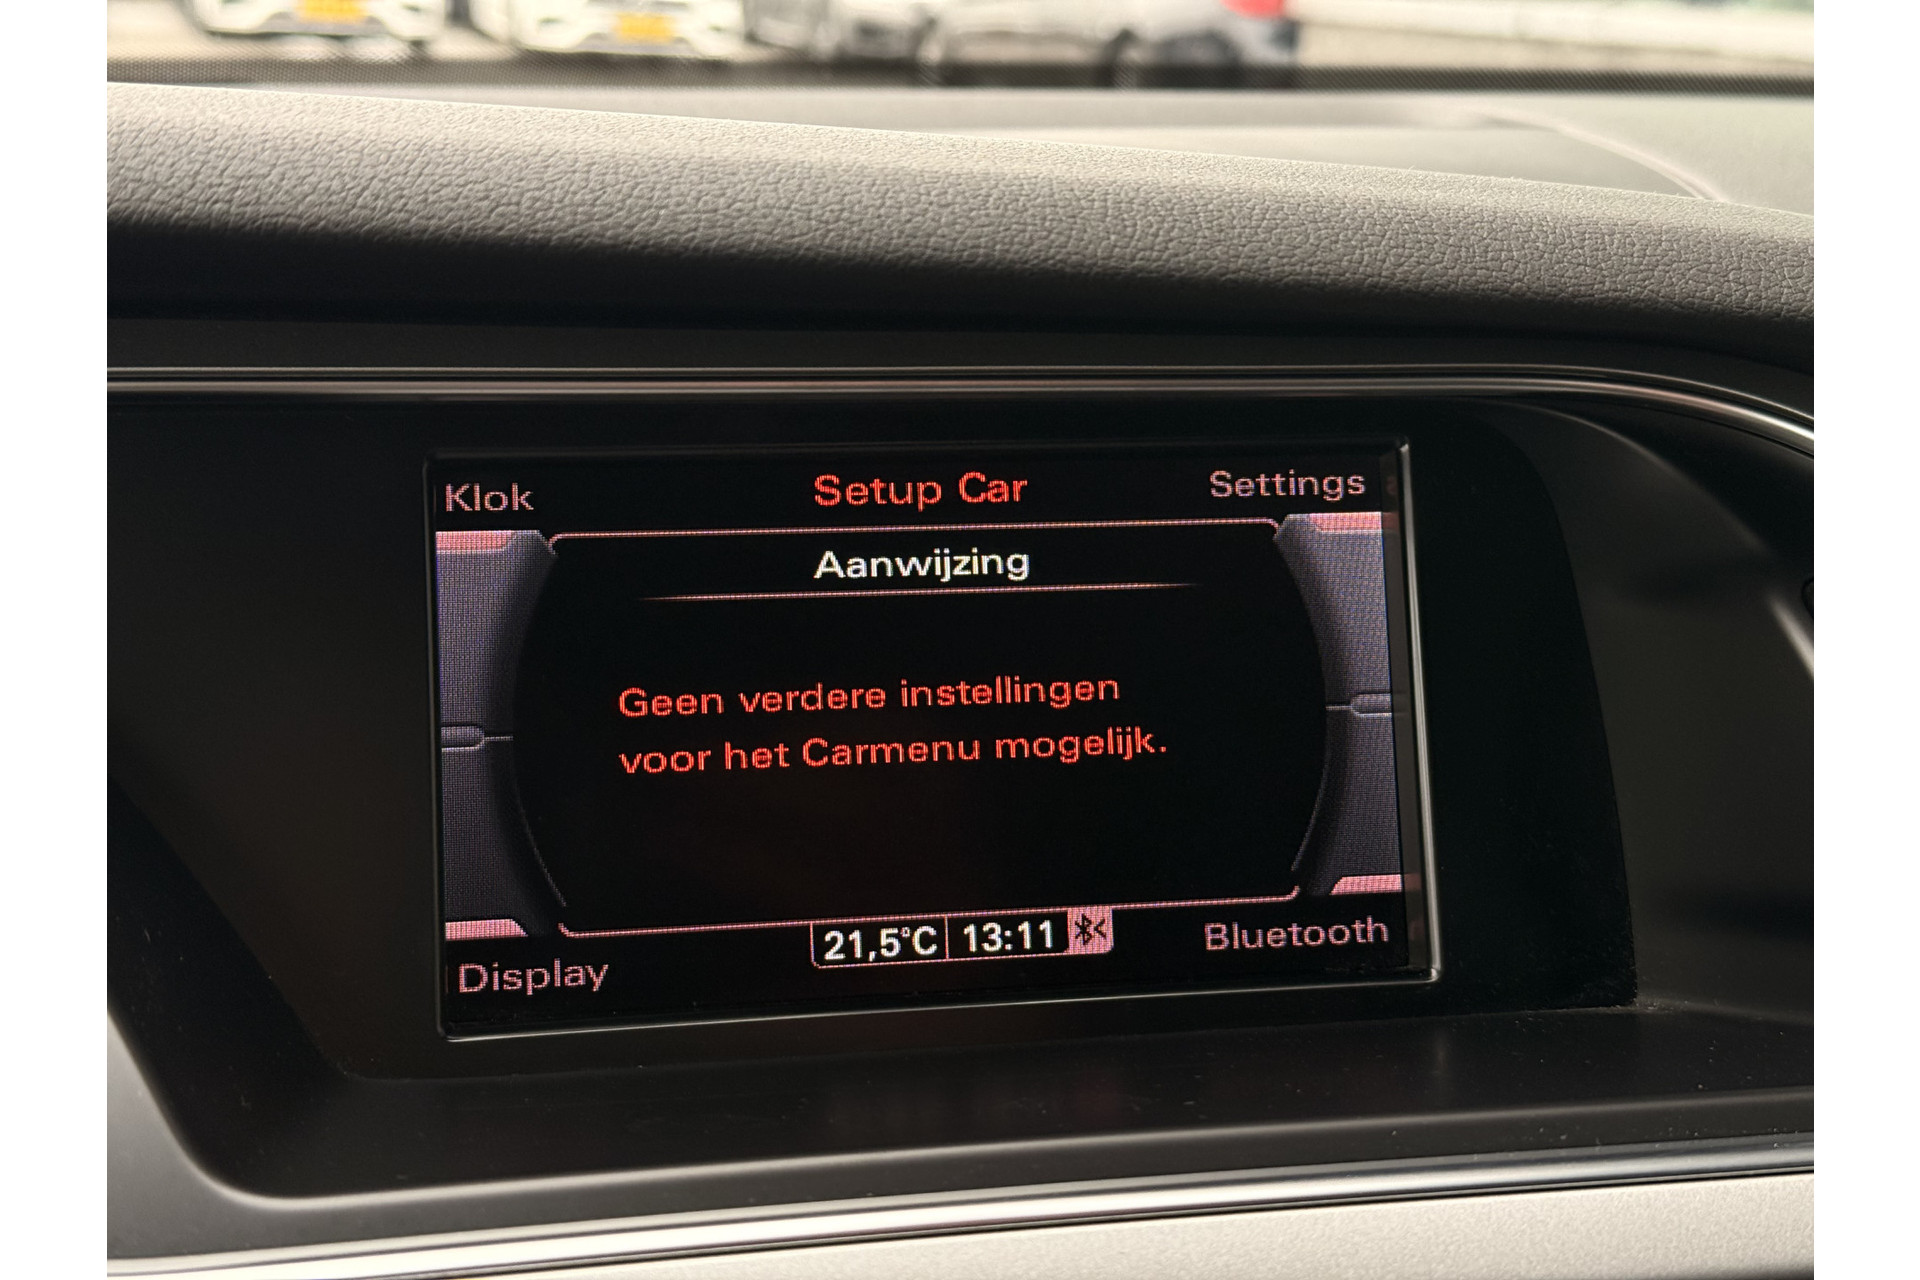 Klok Setup Car Settings
Aanwijzing
Geen verdere instellingen
voor het Carmenu mogelijk.
21,5°C 13:11
Display Bluetooth